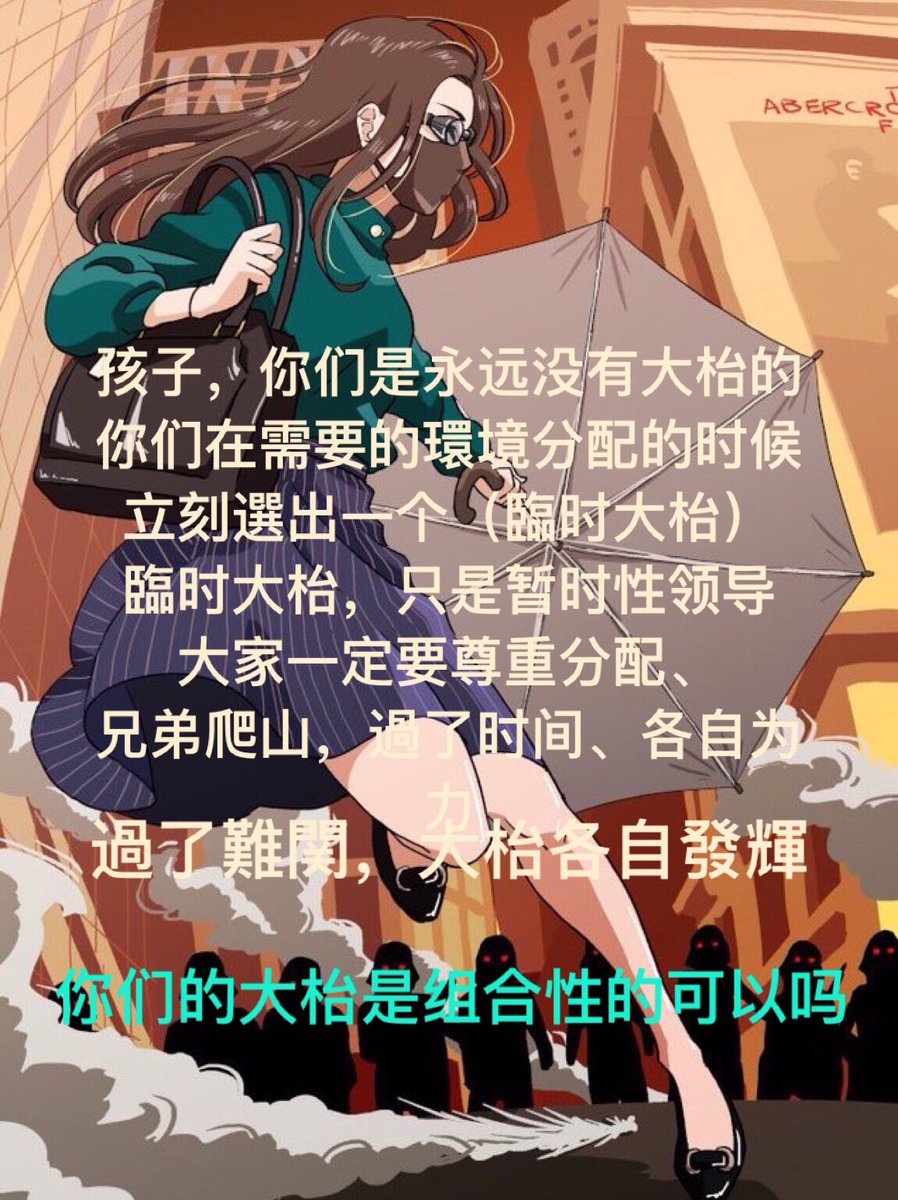 ABERCRO
F
孩子，你们是永远没有大枱的
你们在需要的環境分配的时候
立刻選出一个（臨时大枱）
臨时大枱，只是暂时性领导
大家一定要尊重分配、
兄弟爬山，過了时间、各自为
力
過了難関，大枱各自發輝
你们的大枱是组合性的可以吗